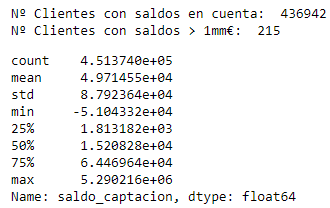 Nº Clientes con saldos en cuenta:  436942
Nº Clientes con saldos > 1mm€:  215
count    4.513740e+05
mean     4.971455e+04
std      8.792364e+04
min     -5.104332e+04
25%      1.813182e+03
50%      1.520828e+04
75%      6.446964e+04
max      5.290216e+06
Name: saldo_captacion, dtype: float64